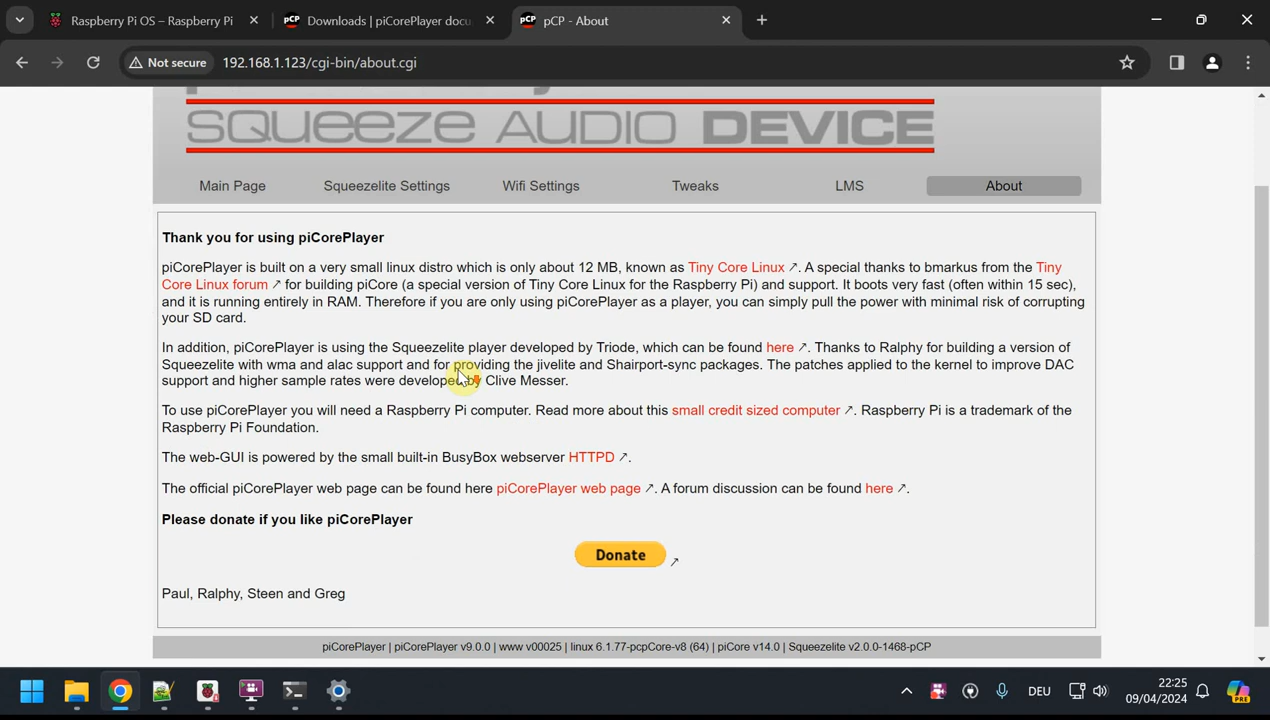 Raspberry Pi OS – Raspberry Pi
Downloads | piCorePlayer docu
pCP - About
Not secure
192.168.1.123/cgi-bin/about.cgi
SQUEEZE AUDIO DEVICE
Main Page
Squeezelite Settings
Wifi Settings
Tweaks
LMS
About
Thank you for using piCorePlayer
piCorePlayer is built on a very small linux distro which is only about 12 MB, known as Tiny Core Linux ↗. A special thanks to bmarkus from the Tiny
Core Linux forum ↗ for building piCore (a special version of Tiny Core Linux for the Raspberry Pi) and support. It boots very fast (often within 15 sec),
and it is running entirely in RAM. Therefore if you are only using piCorePlayer as a player, you can simply pull the power with minimal risk of corrupting
your SD card.
In addition, piCorePlayer is using the Squeezelite player developed by Triode, which can be found here ↗. Thanks to Ralphy for building a version of
Squeezelite with wma and alac support and for providing the jivelite and Shairport-sync packages. The patches applied to the kernel to improve DAC
support and higher sample rates were developed by Clive Messer.
To use piCorePlayer you will need a Raspberry Pi computer. Read more about this small credit sized computer ↗. Raspberry Pi is a trademark of the
Raspberry Pi Foundation.
The web-GUI is powered by the small built-in BusyBox webserver HTTPD ↗.
The official piCorePlayer web page can be found here piCorePlayer web page ↗. A forum discussion can be found here ↗.
Please donate if you like piCorePlayer
Donate ↗
Paul, Ralphy, Steen and Greg
piCorePlayer | piCorePlayer v9.0.0 | www v00025 | linux 6.1.77-pcpCore-v8 (64) | piCore v14.0 | Squeezelite v2.0.0-1468-pCP
DEU
22:25
09/04/2024
PRE